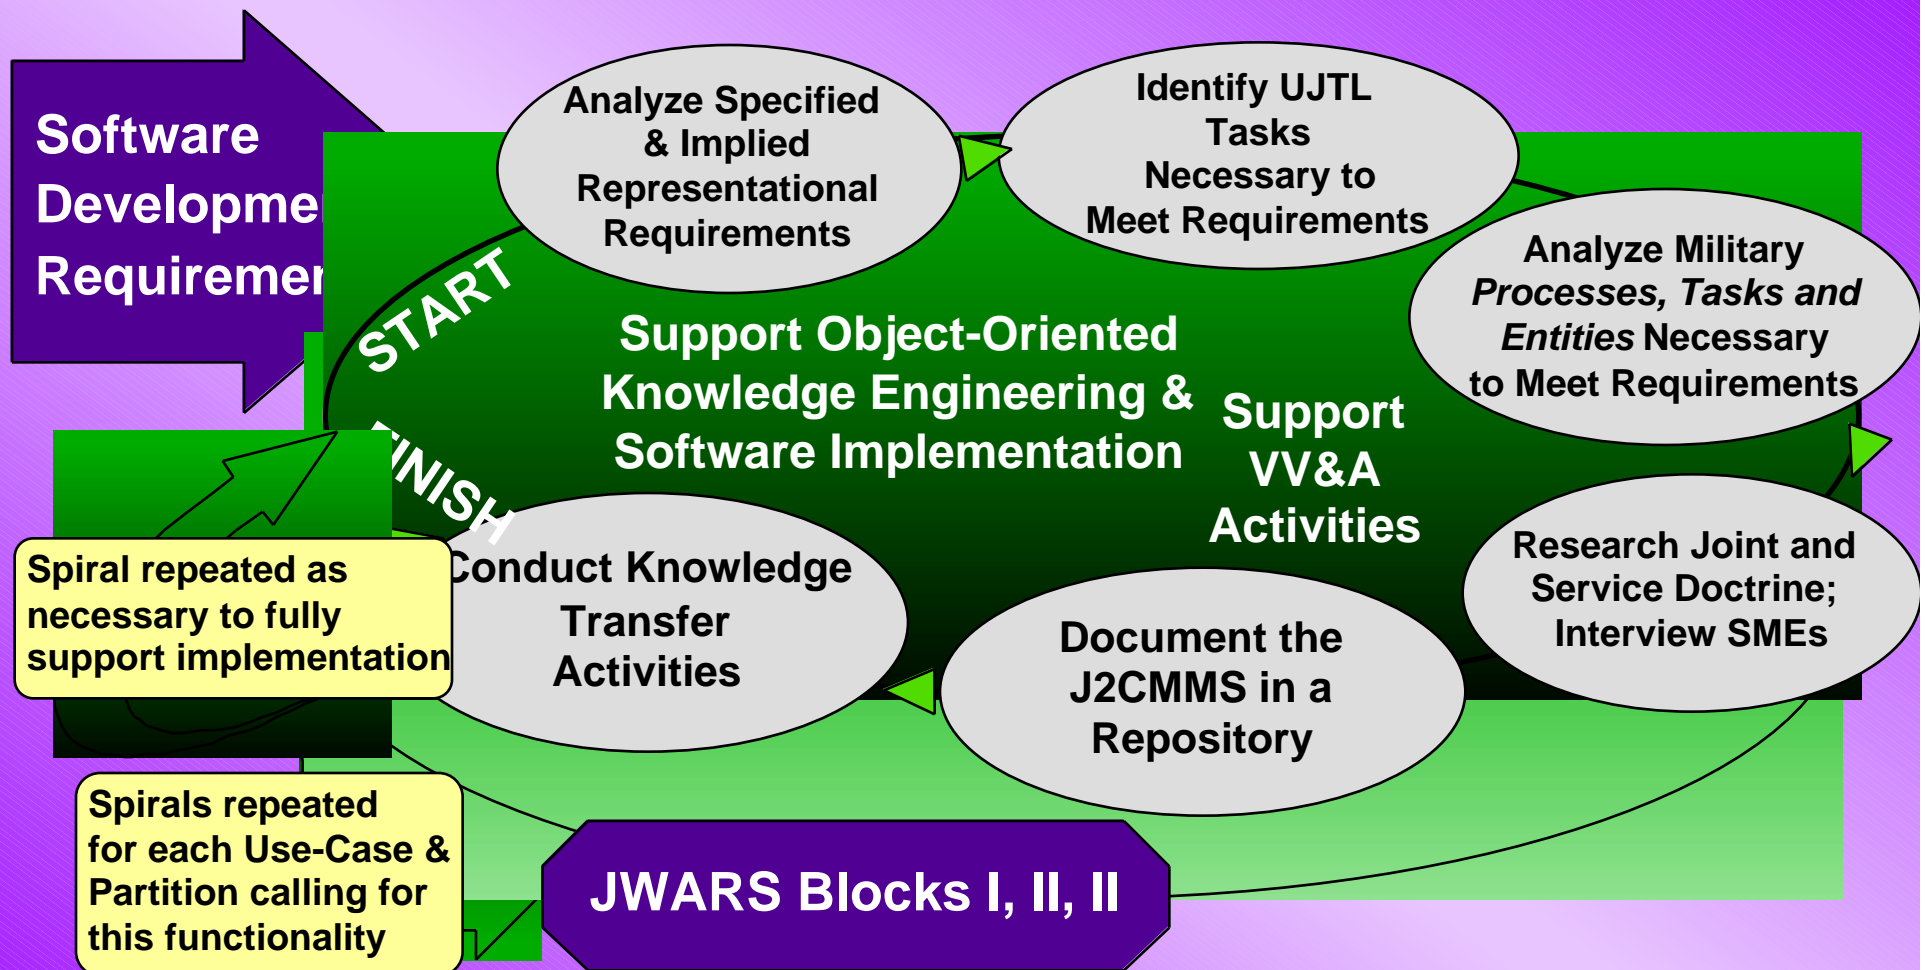 Software
Developme
Requiremen
Analyze Specified
& Implied
Representational
Requirements
Identify UJTL
Tasks
Necessary to
Meet Requirements
Analyze Military
Processes, Tasks and
Entities Necessary
to Meet Requirements
START
Support Object-Oriented
Knowledge Engineering &
Software Implementation
Support
VV&A
Activities
FINISH
Research Joint and
Service Doctrine;
Interview SMEs
Conduct Knowledge
Transfer
Activities
Document the
J2CMMS in a
Repository
Spiral repeated as
necessary to fully
support implementation
Spirals repeated
for each Use-Case &
Partition calling for
this functionality
JWARS Blocks I, II, II